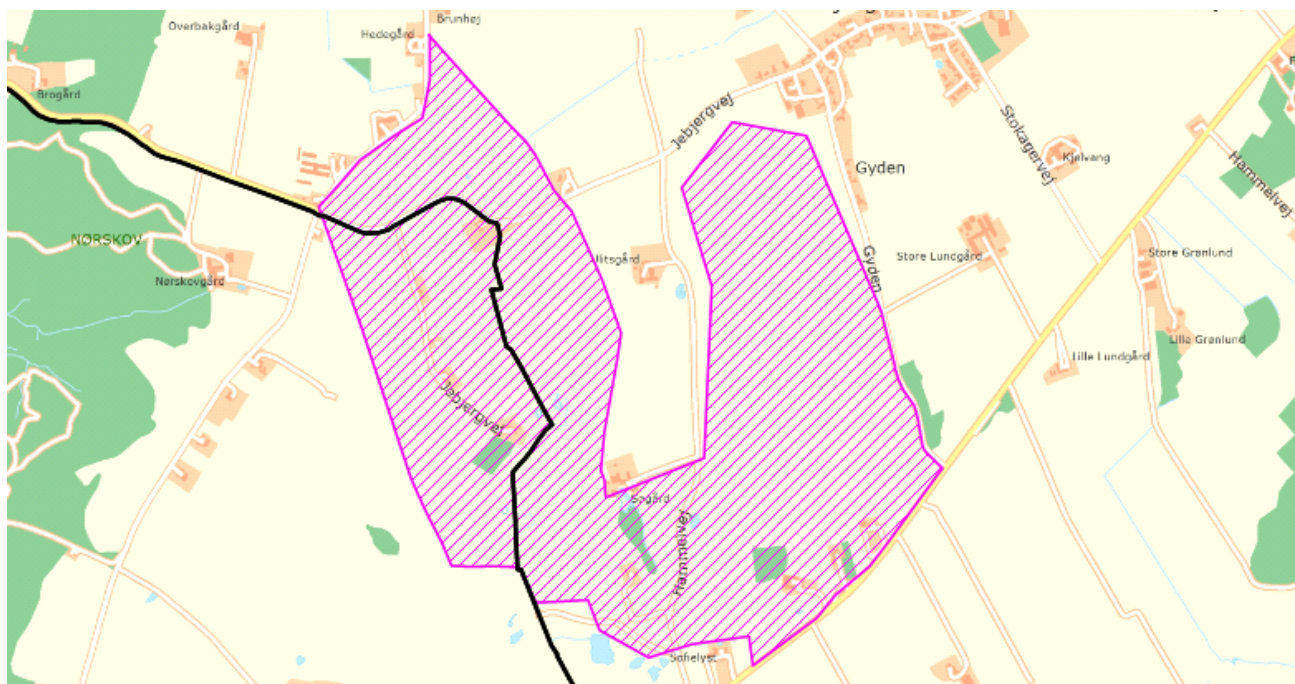 Brunhøj
Overbakgård
Hedegård
Brogård
Jebjergvej
Stokagervej
Kjelvang
Hammelvej
Gyden
NØRSKOV
Nørskovgård
Gyden
Store Lundgård
Store Grønlund
Lille Grønlund
Lille Lundgård
Jebjergvej
Søgård
Hammelvej
Sofielyst